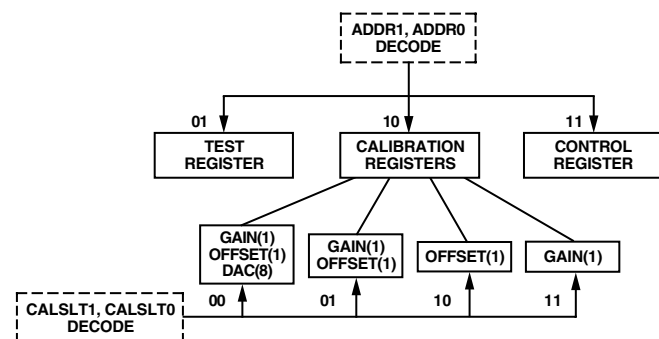 ADDR1, ADDR0
DECODE
01
10
11
TEST
REGISTER
CALIBRATION
REGISTERS
CONTROL
REGISTER
GAIN(1)
OFFSET(1)
DAC(8)
GAIN(1)
OFFSET(1)
OFFSET(1)
GAIN(1)
CALSLT1, CALSLT0
DECODE
00
01
10
11